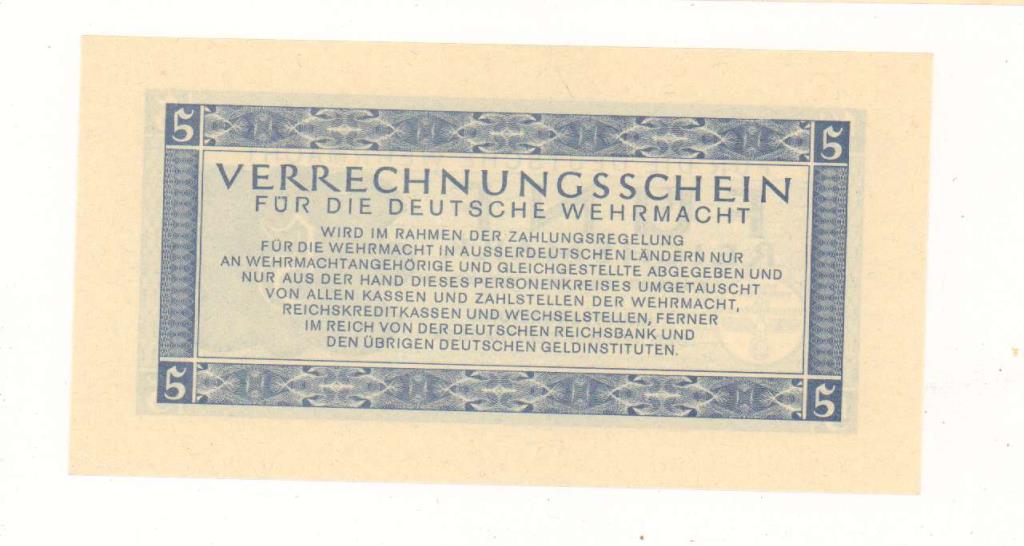 5 5
VERRECHNUNGSSCHEIN
FÜR DIE DEUTSCHE WEHRMACHT
WIRD IM RAHMEN DER ZAHLUNGSREGELUNG
FÜR DIE WEHRMACHT IN AUSSERDEUTSCHEN LÄNDERN NUR
AN WEHRMACHTANGEHÖRIGE UND GLEICHGESTELLTE ABGEGEBEN UND
NUR AUS DER HAND DIESES PERSONENKREISES UMGETAUSCHT
VON ALLEN KASSEN UND ZAHLSTELLEN DER WEHRMACHT,
REICHSKREDITKASSEN UND WECHSELSTELLEN, FERNER
IM REICH VON DER DEUTSCHEN REICHSBANK UND
DEN ÜBRIGEN DEUTSCHEN GELDINSTITUTEN.
5 5